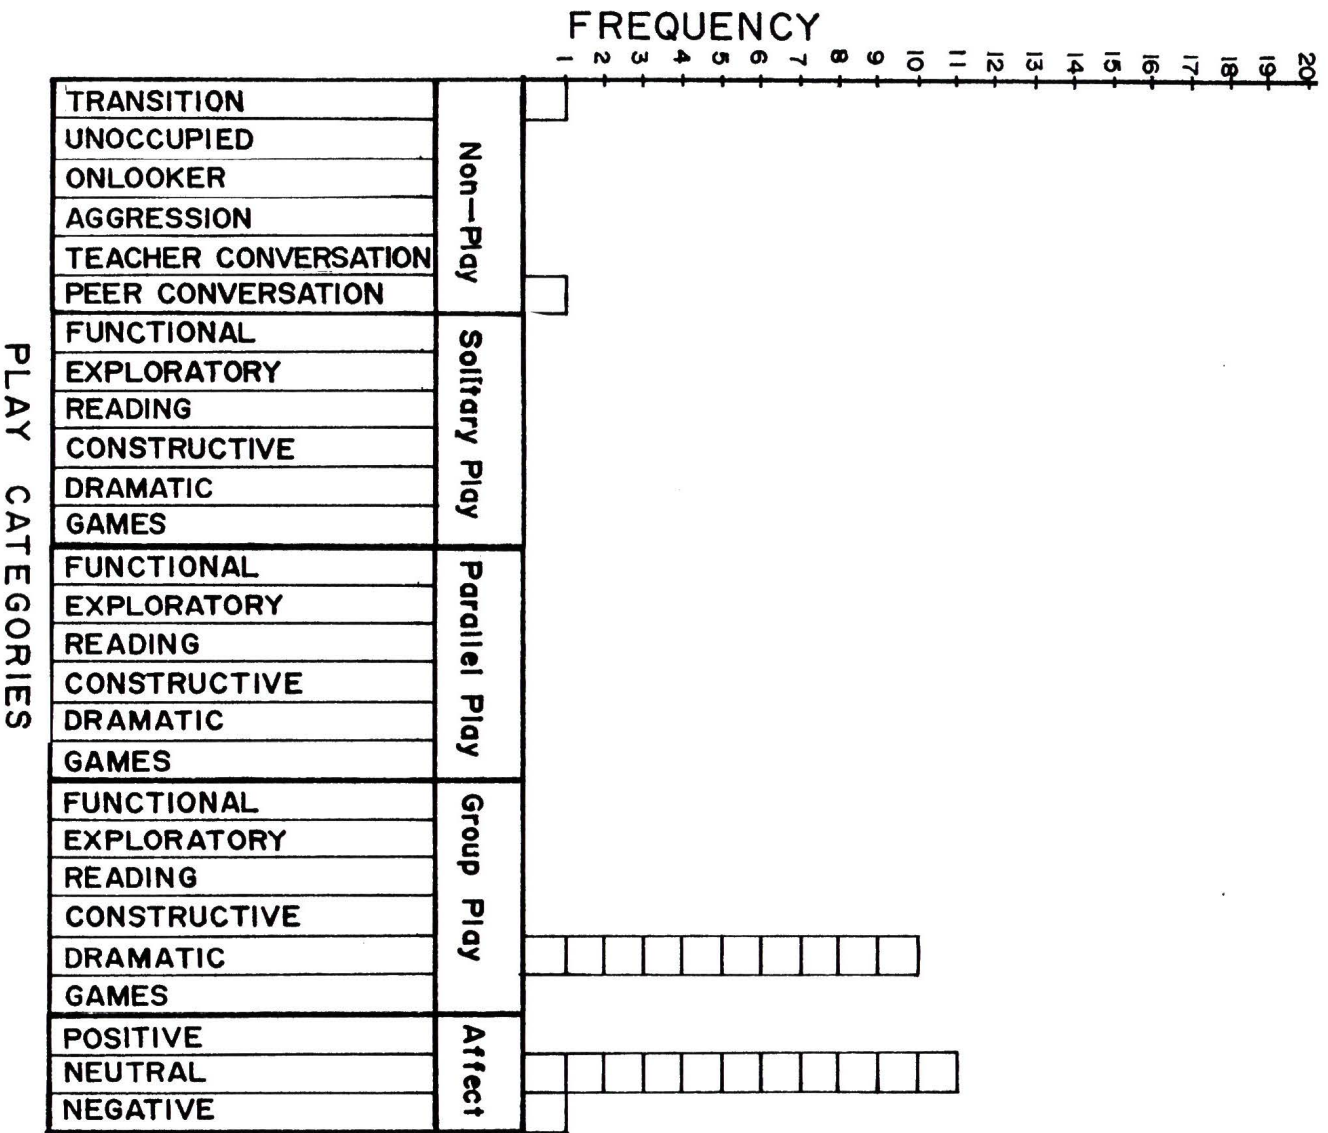 FREQUENCY
1 2 3 4 5 6 7 8 9 10 11 12 13 14 15 16 17 18 19 20
PLAY CATEGORIES
Non-Play
TRANSITION
UNOCCUPIED
ONLOOKER
AGGRESSION
TEACHER CONVERSATION
PEER CONVERSATION
Solitary Play
FUNCTIONAL
EXPLORATORY
READING
CONSTRUCTIVE
DRAMATIC
GAMES
Parallel Play
FUNCTIONAL
EXPLORATORY
READING
CONSTRUCTIVE
DRAMATIC
GAMES
Group Play
FUNCTIONAL
EXPLORATORY
READING
CONSTRUCTIVE
DRAMATIC
GAMES
Affect
POSITIVE
NEUTRAL
NEGATIVE